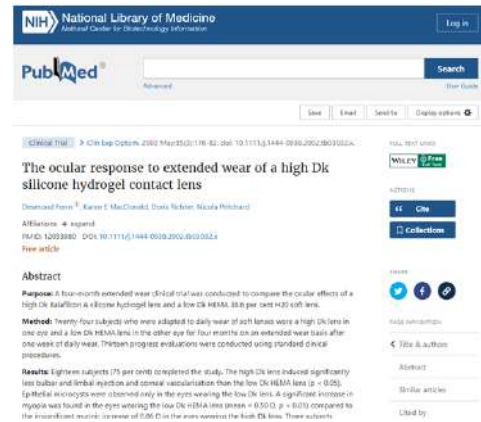 NIH National Library of Medicine
National Center for Biotechnology Information
Log in
PubMed®
Search
Advanced
User Guide
Save Email Send to Display options
Clinical Trial > Clin Exp Optom. 2002 May;85(3):176-82. doi: 10.1111/j.1444-0938.2002.tb03032.x.
The ocular response to extended wear of a high Dk
silicone hydrogel contact lens
Desmond Fonn 1, Karen E MacDonald, Doris Richter, Nicola Pritchard
Affiliations + expand
PMID: DOI: 10.1111/j.1444-0938.2002.tb03032.x
Free article
Abstract
Purpose: A four-month extended wear clinical trial was conducted to compare the ocular effects of a
high Dk Balafilcon A silicone hydrogel lens and a low Dk HEMA 38.6 per cent H20 soft lens.
Method: Twenty-four subjects who were adapted to daily wear of soft lenses wore a high Dk lens in
one eye and a low Dk HEMA lens in the other eye for four months on an extended wear basis after
one week of daily wear. Thirteen progress evaluations were conducted using standard clinical
procedures.
Results: Eighteen subjects (75 per cent) completed the study. The high Dk lens induced significantly
less bulbar and limbal injection and corneal vascularisation than the low Dk HEMA lens (p < 0.05).
Epithelial microcysts were observed only in the eyes wearing the low Dk lens. A significant increase in
myopia was found in the eyes wearing the low Dk HEMA lens (mean = 0.50 D, p < 0.01) compared to
the insignificant myopic increase of 0.06 D in the eyes wearing the high Dk lens. Three subjects
FULL TEXT LINKS
WILEY Free
ACTIONS
Cite
Collections
SHARE
PAGE NAVIGATION
Title & authors
Abstract
Similar articles
Cited by